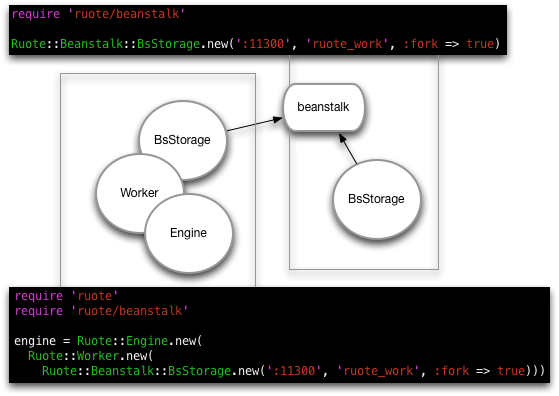 require 'ruote/beanstalk'
Ruote::Beanstalk::BsStorage.new(':11300', 'ruote_work', :fork => true)
beanstalk
BsStorage
Worker
BsStorage
Engine
require 'ruote'
require 'ruote/beanstalk'
engine = Ruote::Engine.new(
Ruote::Worker.new(
Ruote::Beanstalk::BsStorage.new(':11300', 'ruote_work', :fork => true)))